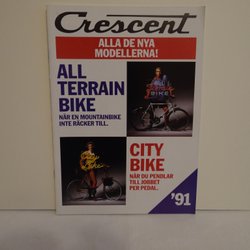 Crescent
ALLA DE NYA
MODELLERNA!
ALL
TERRAIN
BIKE
NÄR EN MOUNTAINBIKE
INTE RÄCKER TILL.
CITY
BIKE
NÄR DU PENDLAR
TILL JOBBET
PER PEDAL.
'91